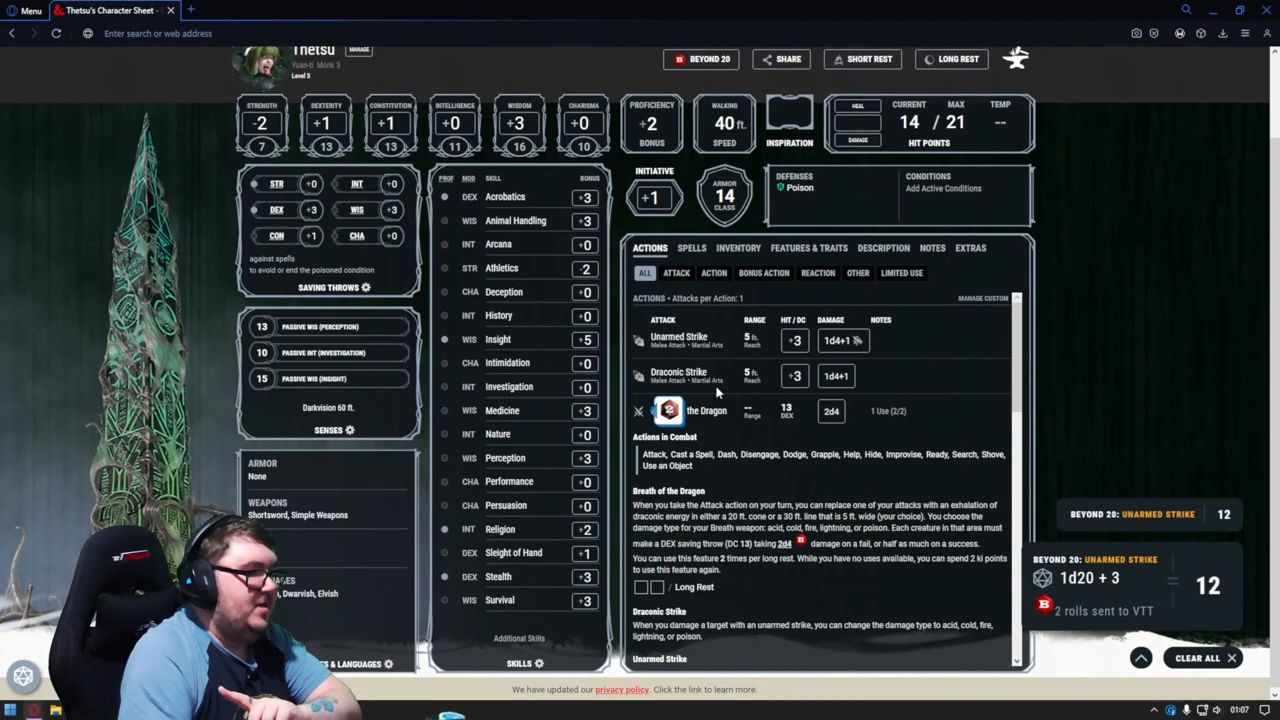 Menu
Thetsu's Character Sheet -
Enter search or web address
Thetsu
MANAGE
Yuan-ti Monk 3
Level 3
BEYOND 20
SHARE
SHORT REST
LONG REST
STRENGTH
-2
7
DEXTERITY
+1
13
CONSTITUTION
+1
13
INTELLIGENCE
+0
11
WISDOM
+3
16
CHARISMA
+0
10
PROFICIENCY
+2
BONUS
WALKING
40 ft.
SPEED
INSPIRATION
HEAL
DAMAGE
CURRENT MAX TEMP
14 / 21 --
HIT POINTS
STR +0 INT +0
DEX +3 WIS +3
CON +1 CHA +0
against spells
to avoid or end the poisoned condition
SAVING THROWS
13 PASSIVE WIS (PERCEPTION)
10 PASSIVE INT (INVESTIGATION)
15 PASSIVE WIS (INSIGHT)
Darkvision 60 ft.
SENSES
ARMOR
None
WEAPONS
Shortsword, Simple Weapons
, Dwarvish, Elvish
& LANGUAGES
PROF MOD SKILL BONUS
DEX Acrobatics +3
WIS Animal Handling +3
INT Arcana +0
STR Athletics -2
CHA Deception +0
INT History +0
WIS Insight +5
CHA Intimidation +0
INT Investigation +0
WIS Medicine +3
INT Nature +0
WIS Perception +3
CHA Performance +0
CHA Persuasion +0
INT Religion +2
DEX Sleight of Hand +1
DEX Stealth +3
WIS Survival +3
Additional Skills
SKILLS
INITIATIVE
+1
ARMOR
14
CLASS
DEFENSES
Poison
CONDITIONS
Add Active Conditions
ACTIONS SPELLS INVENTORY FEATURES & TRAITS DESCRIPTION NOTES EXTRAS
ALL ATTACK ACTION BONUS ACTION REACTION OTHER LIMITED USE
ACTIONS • Attacks per Action: 1
MANAGE CUSTOM
ATTACK RANGE HIT / DC DAMAGE NOTES
Unarmed Strike 5 ft. +3 1d4+1
Melee Attack • Martial Arts Reach
Draconic Strike 5 ft. +3 1d4+1
Melee Attack • Martial Arts Reach
2 the Dragon -- 13 2d4 1 Use (2/2)
Range DEX
Actions in Combat
Attack, Cast a Spell, Dash, Disengage, Dodge, Grapple, Help, Hide, Improvise, Ready, Search, Shove,
Use an Object
Breath of the Dragon
When you take the Attack action on your turn, you can replace one of your attacks with an exhalation of
draconic energy in either a 20 ft. cone or a 30 ft. line that is 5 ft. wide (your choice). You choose the
damage type for your Breath weapon: acid, cold, fire, lightning, or poison. Each creature in that area must
make a DEX saving throw (DC 13) taking 2d4 B damage on a fail, or half as much on a success.
You can use this feature 2 times per long rest. While you have no uses available, you can spend 2 ki points
to use this feature again.
/ Long Rest
Draconic Strike
When you damage a target with an unarmed strike, you can change the damage type to acid, cold, fire,
lightning, or poison.
Unarmed Strike
BEYOND 20: UNARMED STRIKE 12
BEYOND 20: UNARMED STRIKE
1d20 + 3 = 12
B 2 rolls sent to VTT
CLEAR ALL
We have updated our privacy policy. Click the link to learn more.
01:07